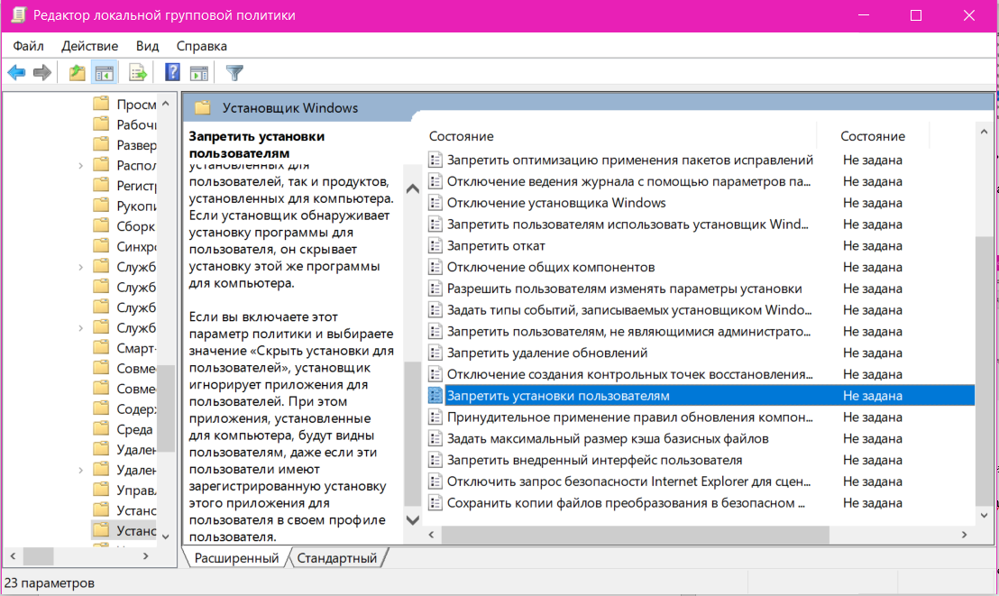 Редактор локальной групповой политики
Файл Действие Вид Справка
Просм
Рабочи
Развер
Распол
Регистр
Рукопи
Сборк
Синхро
Служб
Служб
Служб
Служб
Смарт-
Совме
Совме
Содер
Среда
Удален
Удален
Управл
Устано
Устано
Установщик Windows
Запретить установки
пользователям
установленных для
пользователей, так и продуктов,
установленных для компьютера.
Если установщик обнаруживает
установку программы для
пользователя, он скрывает
установку этой же программы
для компьютера.
Если вы включаете этот
параметр политики и выбираете
значение «Скрыть установки для
пользователей», установщик
игнорирует приложения для
пользователей. При этом
приложения, установленные
для компьютера, будут видны
пользователям, даже если эти
пользователи имеют
зарегистрированную установку
этого приложения для
пользователя в своем профиле
пользователя.
Состояние Состояние
Запретить оптимизацию применения пакетов исправлений Не задана
Отключение ведения журнала с помощью параметров па... Не задана
Отключение установщика Windows Не задана
Запретить пользователям использовать установщик Wind... Не задана
Запретить откат Не задана
Отключение общих компонентов Не задана
Разрешить пользователям изменять параметры установки Не задана
Задать типы событий, записываемых установщиком Windo... Не задана
Запретить пользователям, не являющимися администрато... Не задана
Запретить удаление обновлений Не задана
Отключение создания контрольных точек восстановления... Не задана
Запретить установки пользователям Не задана
Принудительное применение правил обновления компон... Не задана
Задать максимальный размер кэша базисных файлов Не задана
Запретить внедренный интерфейс пользователя Не задана
Отключить запрос безопасности Internet Explorer для сцен... Не задана
Сохранить копии файлов преобразования в безопасном ... Не задана
Расширенный Стандартный
23 параметров